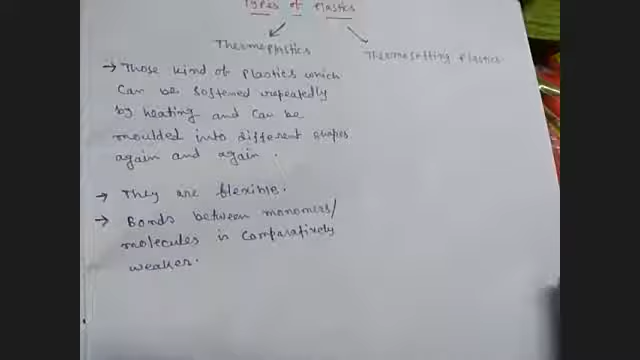 Types of Plastics
Thermoplastics
Thermosetting Plastics
→ Those kind of Plastics which
can be softened repeatedly
by heating and can be
moulded into different shapes
again and again.
→ They are flexible.
→ Bonds between monomers/
molecules is comparatively
weaker.